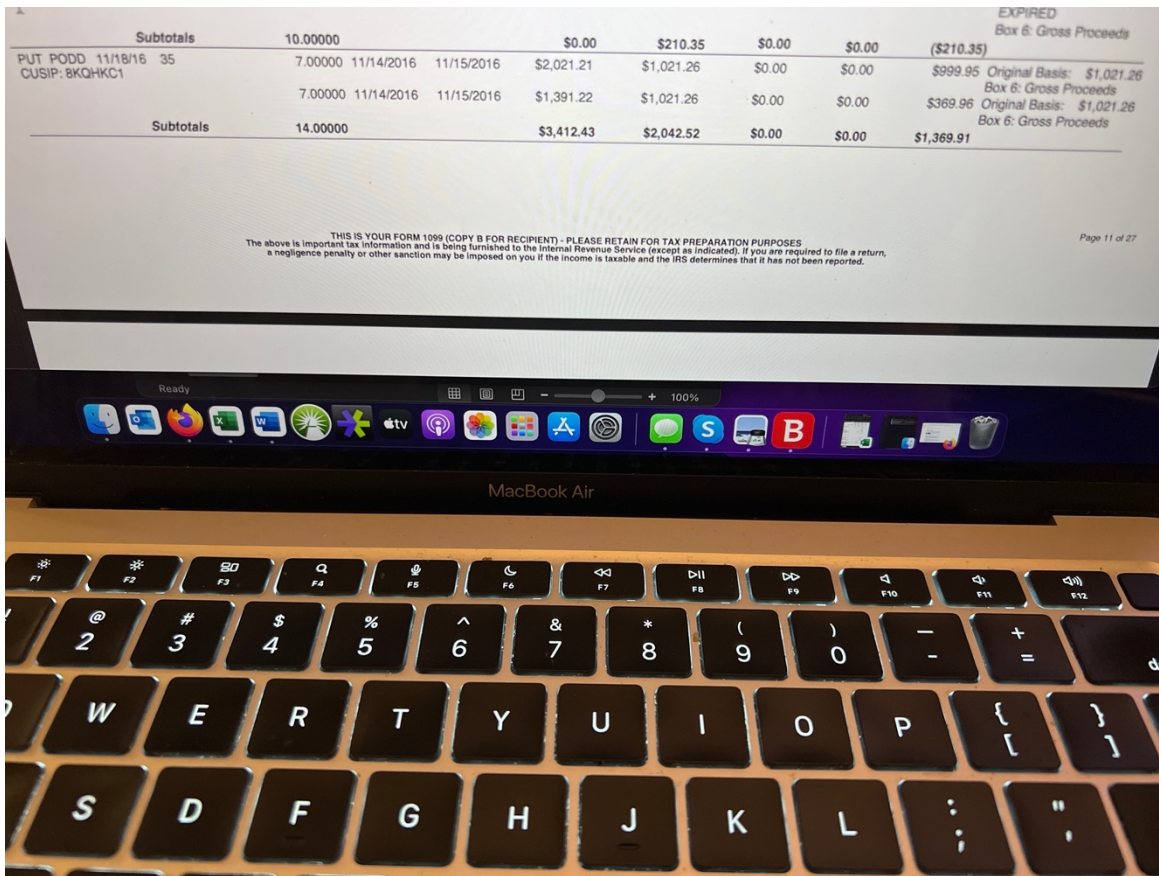 EXPIRED
Box 6: Gross Proceeds
Subtotals 10.00000 $0.00 $210.35 $0.00 $0.00 ($210.35)
PUT PODD 11/18/16 35 7.00000 11/14/2016 11/15/2016 $2,021.21 $1,021.26 $0.00 $0.00 $999.95 Original Basis: $1,021.26
CUSIP: 8KQHKC1 Box 6: Gross Proceeds
7.00000 11/14/2016 11/15/2016 $1,391.22 $1,021.26 $0.00 $0.00 $369.96 Original Basis: $1,021.26
Box 6: Gross Proceeds
Subtotals 14.00000 $3,412.43 $2,042.52 $0.00 $0.00 $1,369.91
THIS IS YOUR FORM 1099 (COPY B FOR RECIPIENT) - PLEASE RETAIN FOR TAX PREPARATION PURPOSES
Page 11 of 27
The above is important tax information and is being furnished to the Internal Revenue Service (except as indicated). If you are required to file a return,
a negligence penalty or other sanction may be imposed on you if the income is taxable and the IRS determines that it has not been reported.
Ready - + 100%
tv S B
MacBook Air
F1 F2 F3 F4 F5 F6 F7 F8 F9 F10 F11 F12
! @ # $ % ^ & * ( ) — +
2 3 4 5 6 7 8 9 0 - =
W E R T Y U I O P { }
[ ]
S D F G H J K L : "
; '